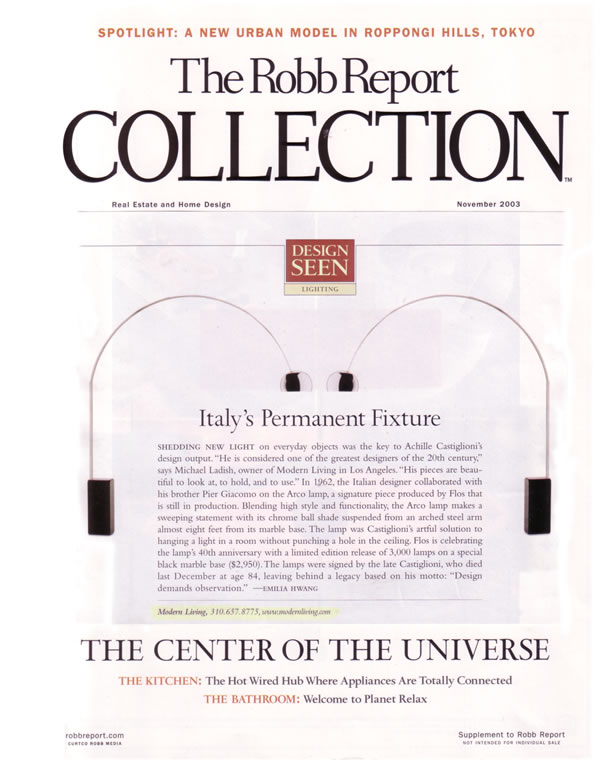 SPOTLIGHT: A NEW URBAN MODEL IN ROPPONGI HILLS, TOKYO
The Robb Report
COLLECTION™
Real Estate and Home Design
November 2003
DESIGN
SEEN
LIGHTING
Italy's Permanent Fixture
SHEDDING NEW LIGHT on everyday objects was the key to Achille Castiglioni's
design output. "He is considered one of the greatest designers of the 20th century,"
says Michael Ladish, owner of Modern Living in Los Angeles. "His pieces are beau-
tiful to look at, to hold, and to use." In 1962, the Italian designer collaborated with
his brother Pier Giacomo on the Arco lamp, a signature piece produced by Flos that
is still in production. Blending high style and functionality, the Arco lamp makes a
sweeping statement with its chrome ball shade suspended from an arched steel arm
almost eight feet from its marble base. The lamp was Castiglioni's artful solution to
hanging a light in a room without punching a hole in the ceiling. Flos is celebrating
the lamp's 40th anniversary with a limited edition release of 3,000 lamps on a special
black marble base ($2,950). The lamps were signed by the late Castiglioni, who died
last December at age 84, leaving behind a legacy based on his motto: "Design
demands observation." —EMILIA HWANG
Modern Living, 310.657.8775, www.modernliving.com
THE CENTER OF THE UNIVERSE
THE KITCHEN: The Hot Wired Hub Where Appliances Are Totally Connected
THE BATHROOM: Welcome to Planet Relax
robbreport.com
CURTCO ROBB MEDIA
Supplement to Robb Report
NOT INTENDED FOR INDIVIDUAL SALE